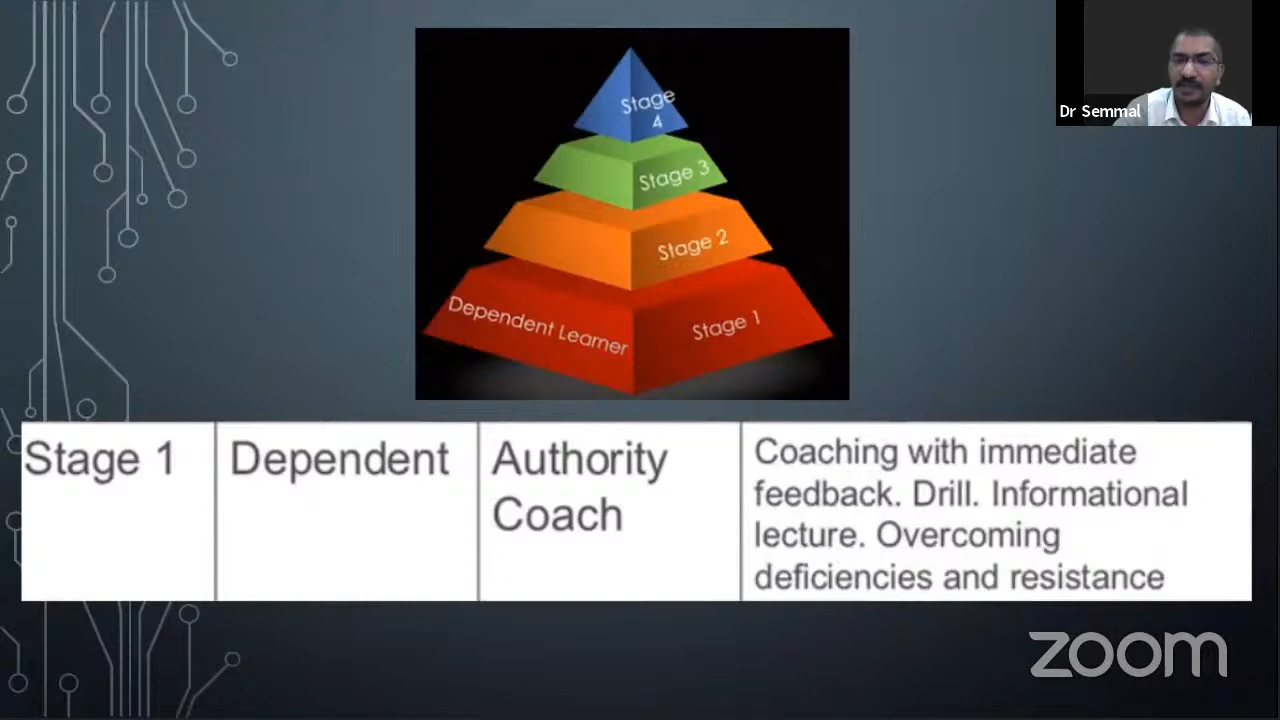 Stage
4
Stage 3
Stage 2
Dependent Learner
Stage 1
Dr Semmal
Stage 1
Dependent
Authority
Coach
Coaching with immediate
feedback. Drill. Informational
lecture. Overcoming
deficiencies and resistance
zoom